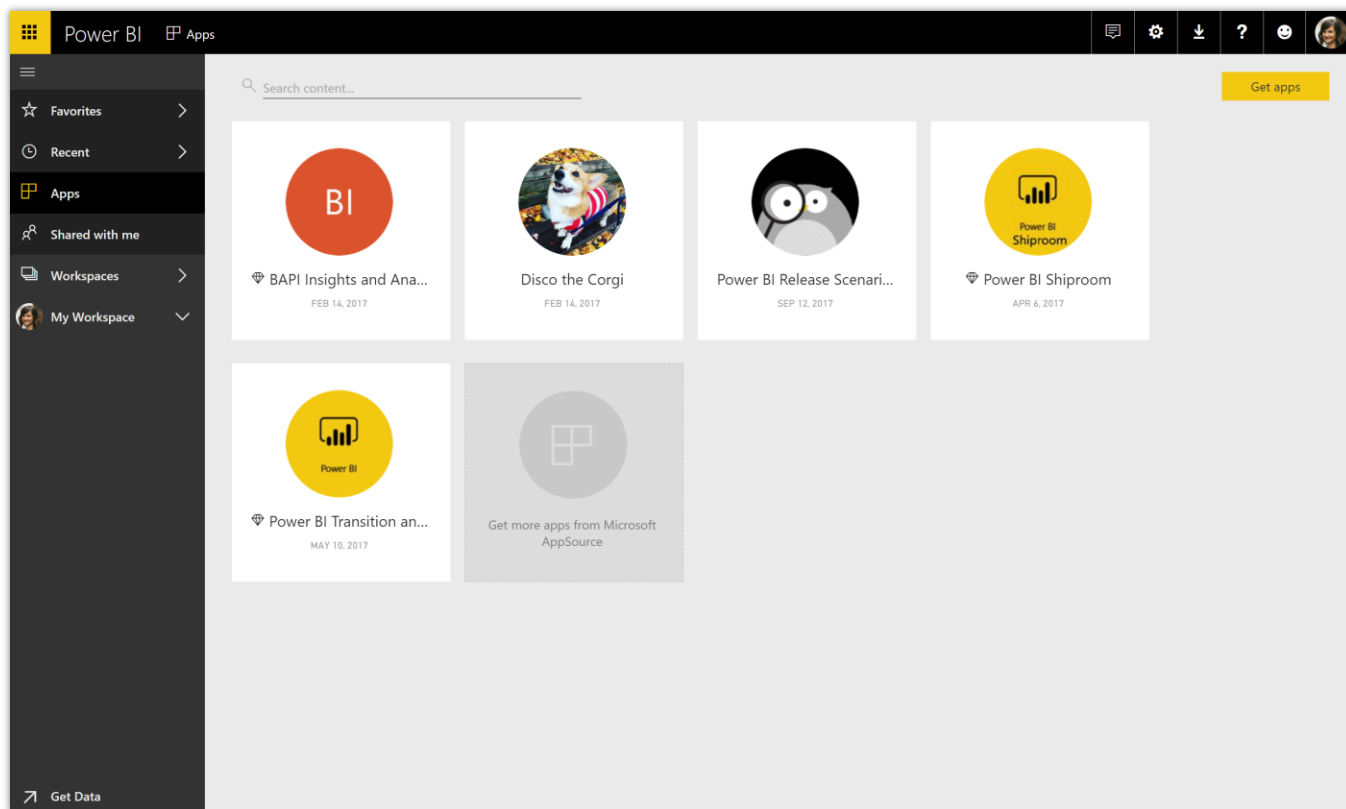 Power BI
Apps
Search content...
Get apps
Favorites
Recent
Apps
Shared with me
Workspaces
My Workspace
Get Data
BI
BAPI Insights and Ana...
FEB 14, 2017
Disco the Corgi
FEB 14, 2017
Power BI Release Scenari...
SEP 12, 2017
Power BI
Shiproom
Power BI Shiproom
APR 6, 2017
Power BI
Power BI Transition an...
MAY 10, 2017
Get more apps from Microsoft
AppSource